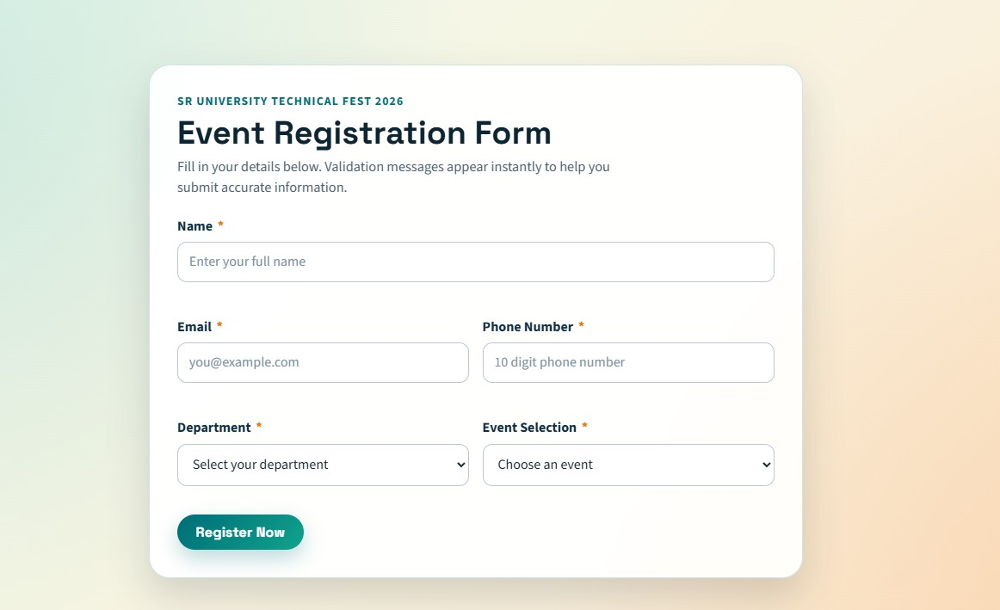 SR UNIVERSITY TECHNICAL FEST 2026
Event Registration Form
Fill in your details below. Validation messages appear instantly to help you
submit accurate information.
Name *
Enter your full name
Email *
Phone Number *
you@example.com
10 digit phone number
Department *
Event Selection *
Select your department
Choose an event
Register Now